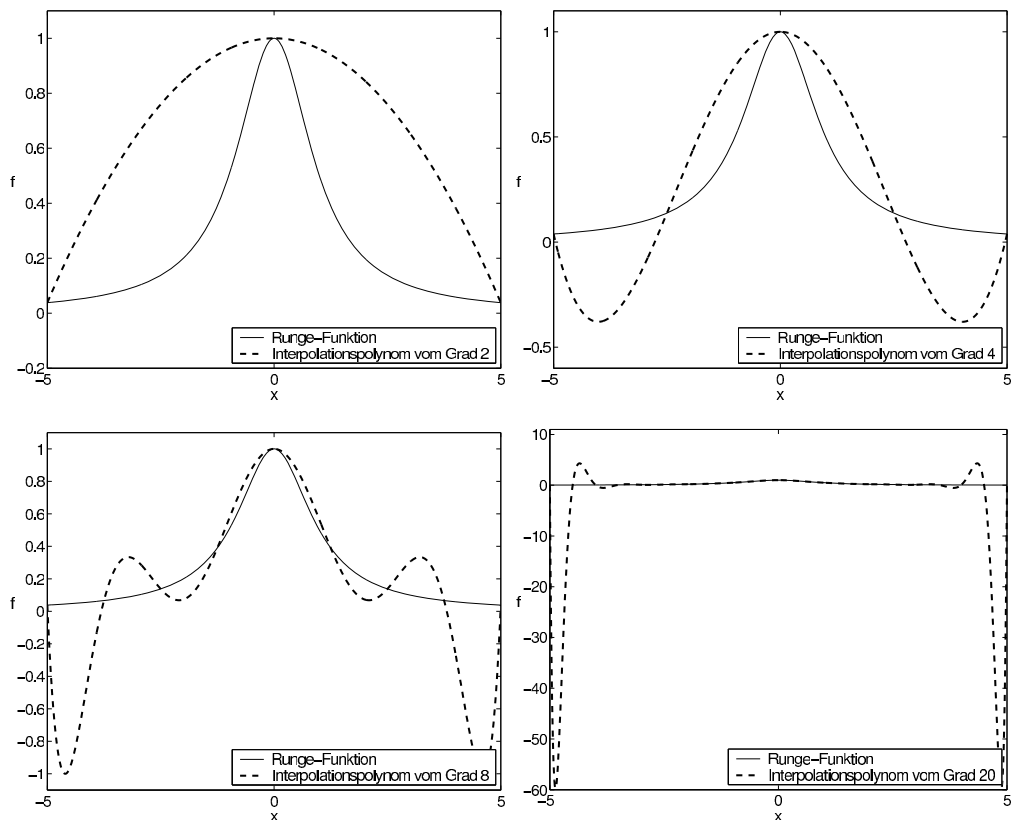 1
0.8
0.6
f
0.4
0.2
0
−0.2
−5
0
5
x
Runge−Funktion
Interpolationspolynom vom Grad 2
1
0.5
f
0
−0.5
−5
0
5
x
Runge−Funktion
Interpolationspolynom vom Grad 4
1
0.8
0.6
0.4
0.2
f
0
−0.2
−0.4
−0.6
−0.8
−1
−5
0
5
x
Runge−Funktion
Interpolationspolynom vom Grad 8
10
0
−10
−20
f
−30
−40
−50
−60
−5
0
5
x
Runge−Funktion
Interpolationspolynom vom Grad 20